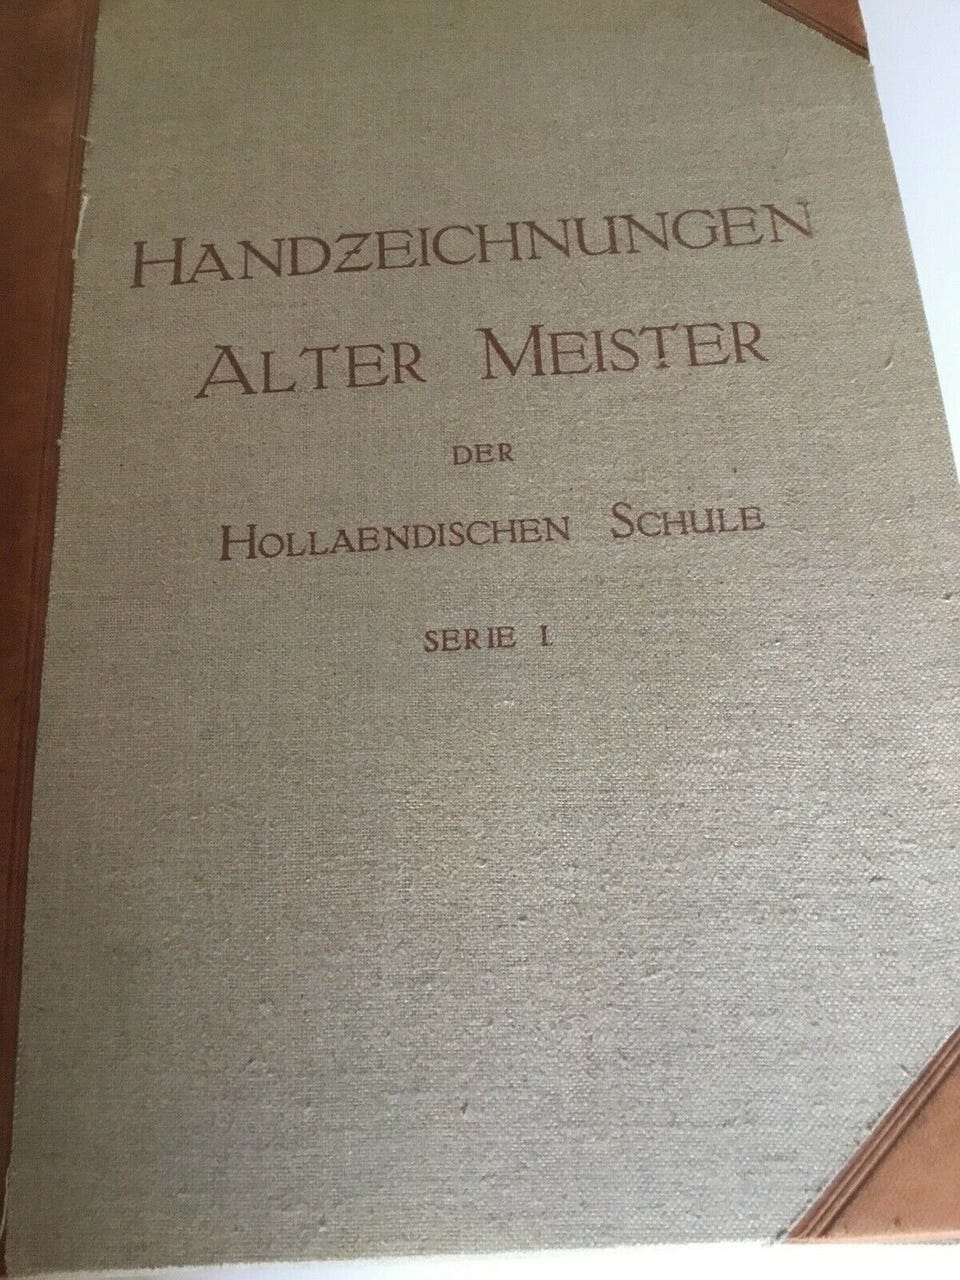 HANDZEICHNUNGEN
ALTER MEISTER
DER
HOLLAENDISCHEN SCHULE
SERIE I